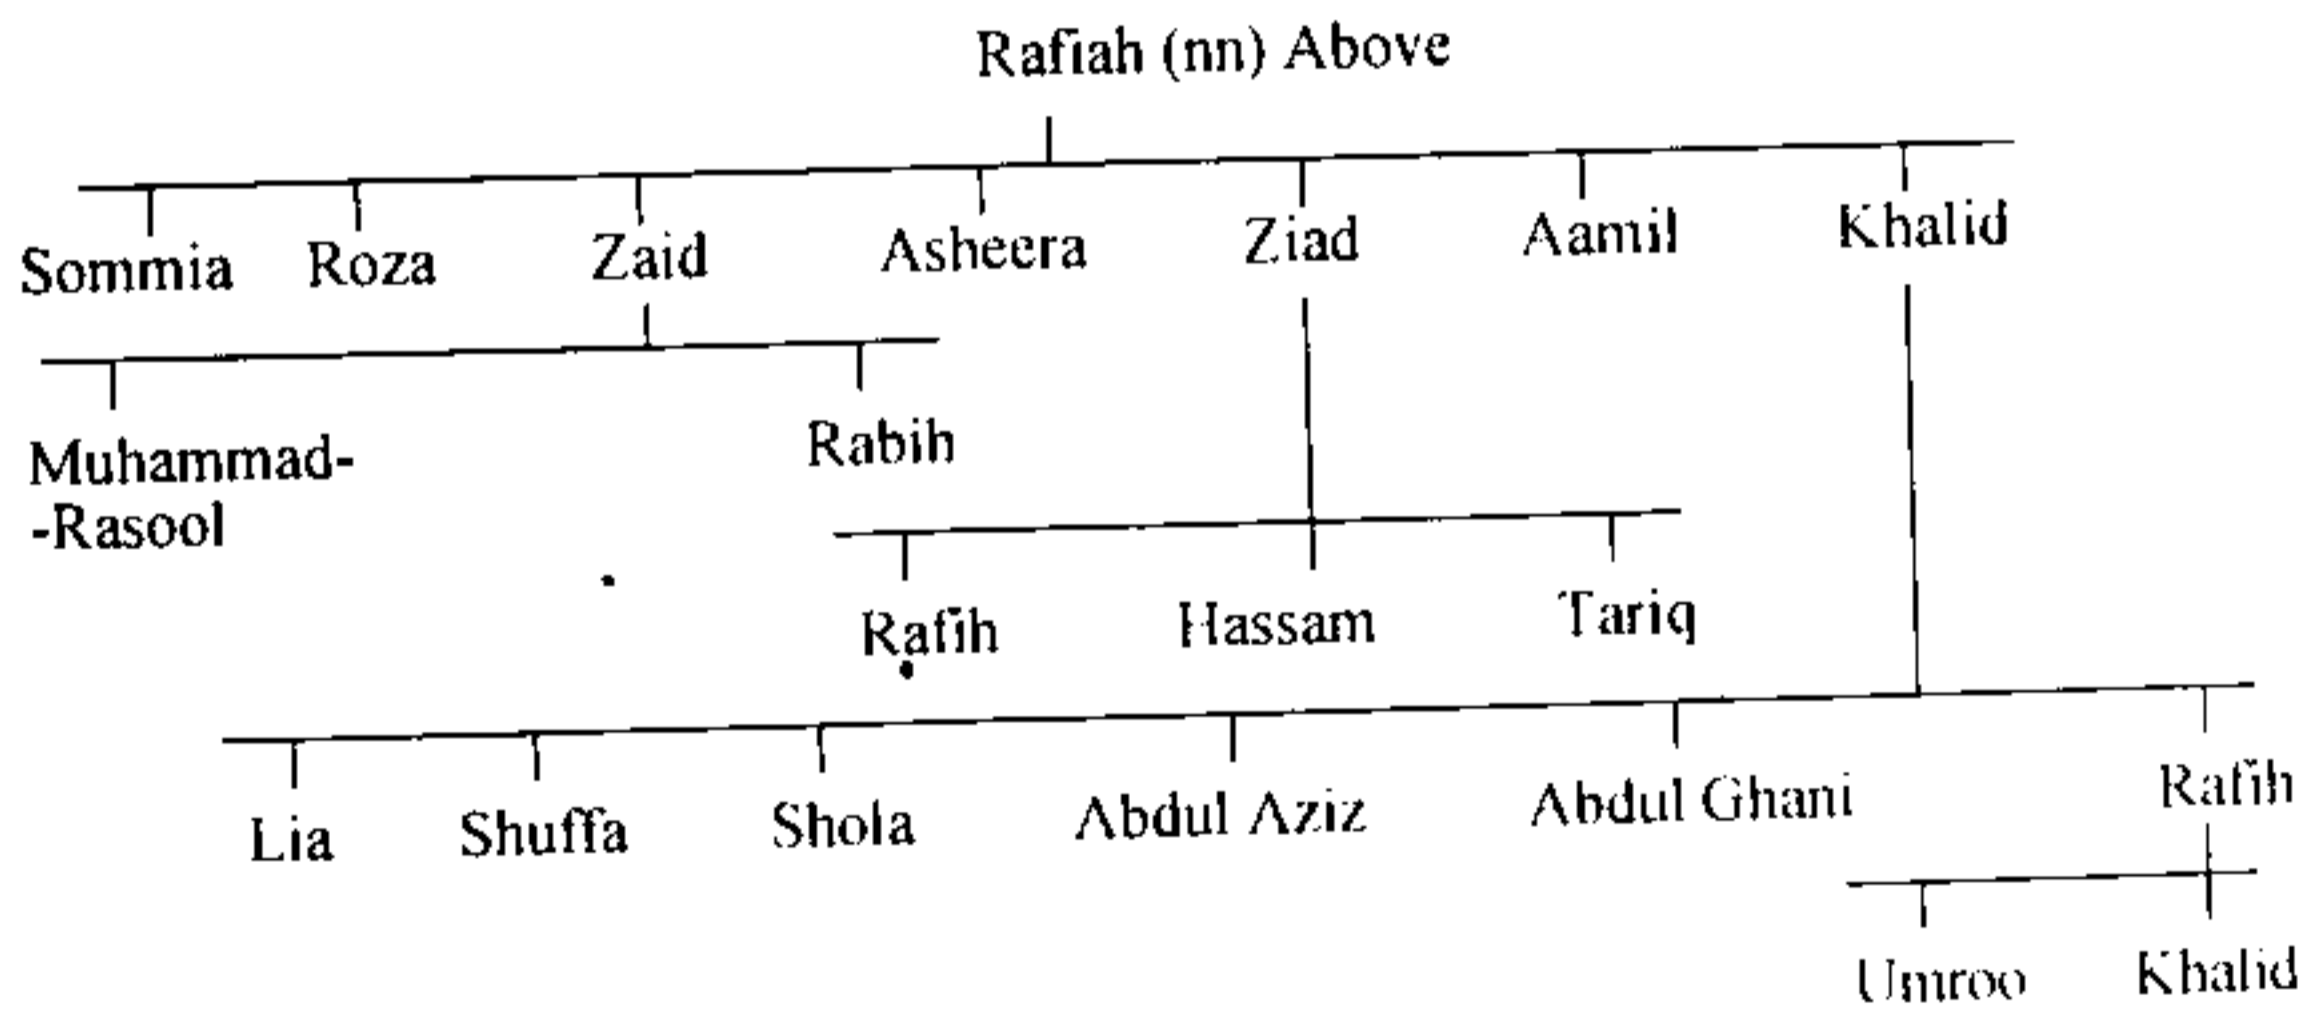 Rafiah (nn) Above
Sommia Roza Zaid Asheera Ziad Aamil Khalid
Muhammad- Rabih
-Rasool
Rafih Hassam Tariq
Lia Shuffa Shola Abdul Aziz Abdul Ghani Rafih
Umroo Khalid